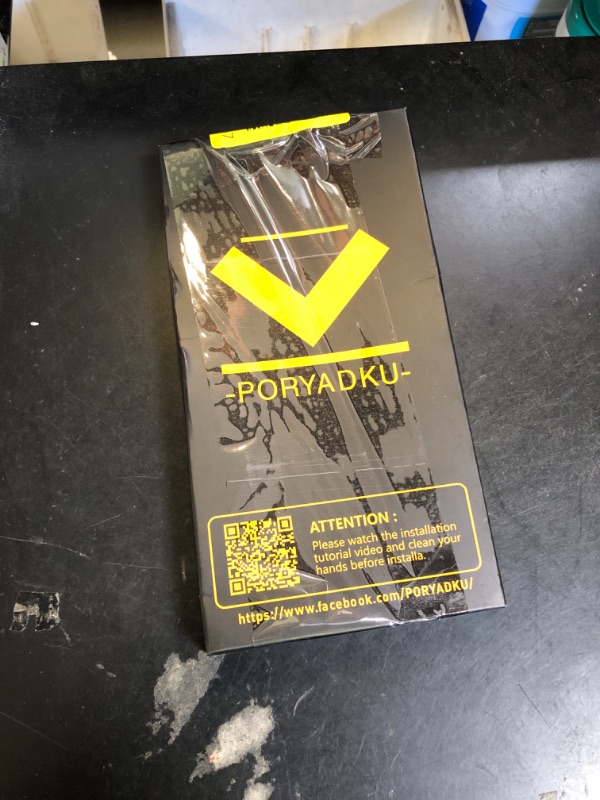 -PORYADKU-
ATTENTION :
Please watch the installation
tutorial video and clean your
hands before installa.
https://www.facebook.com/PORYADKU/